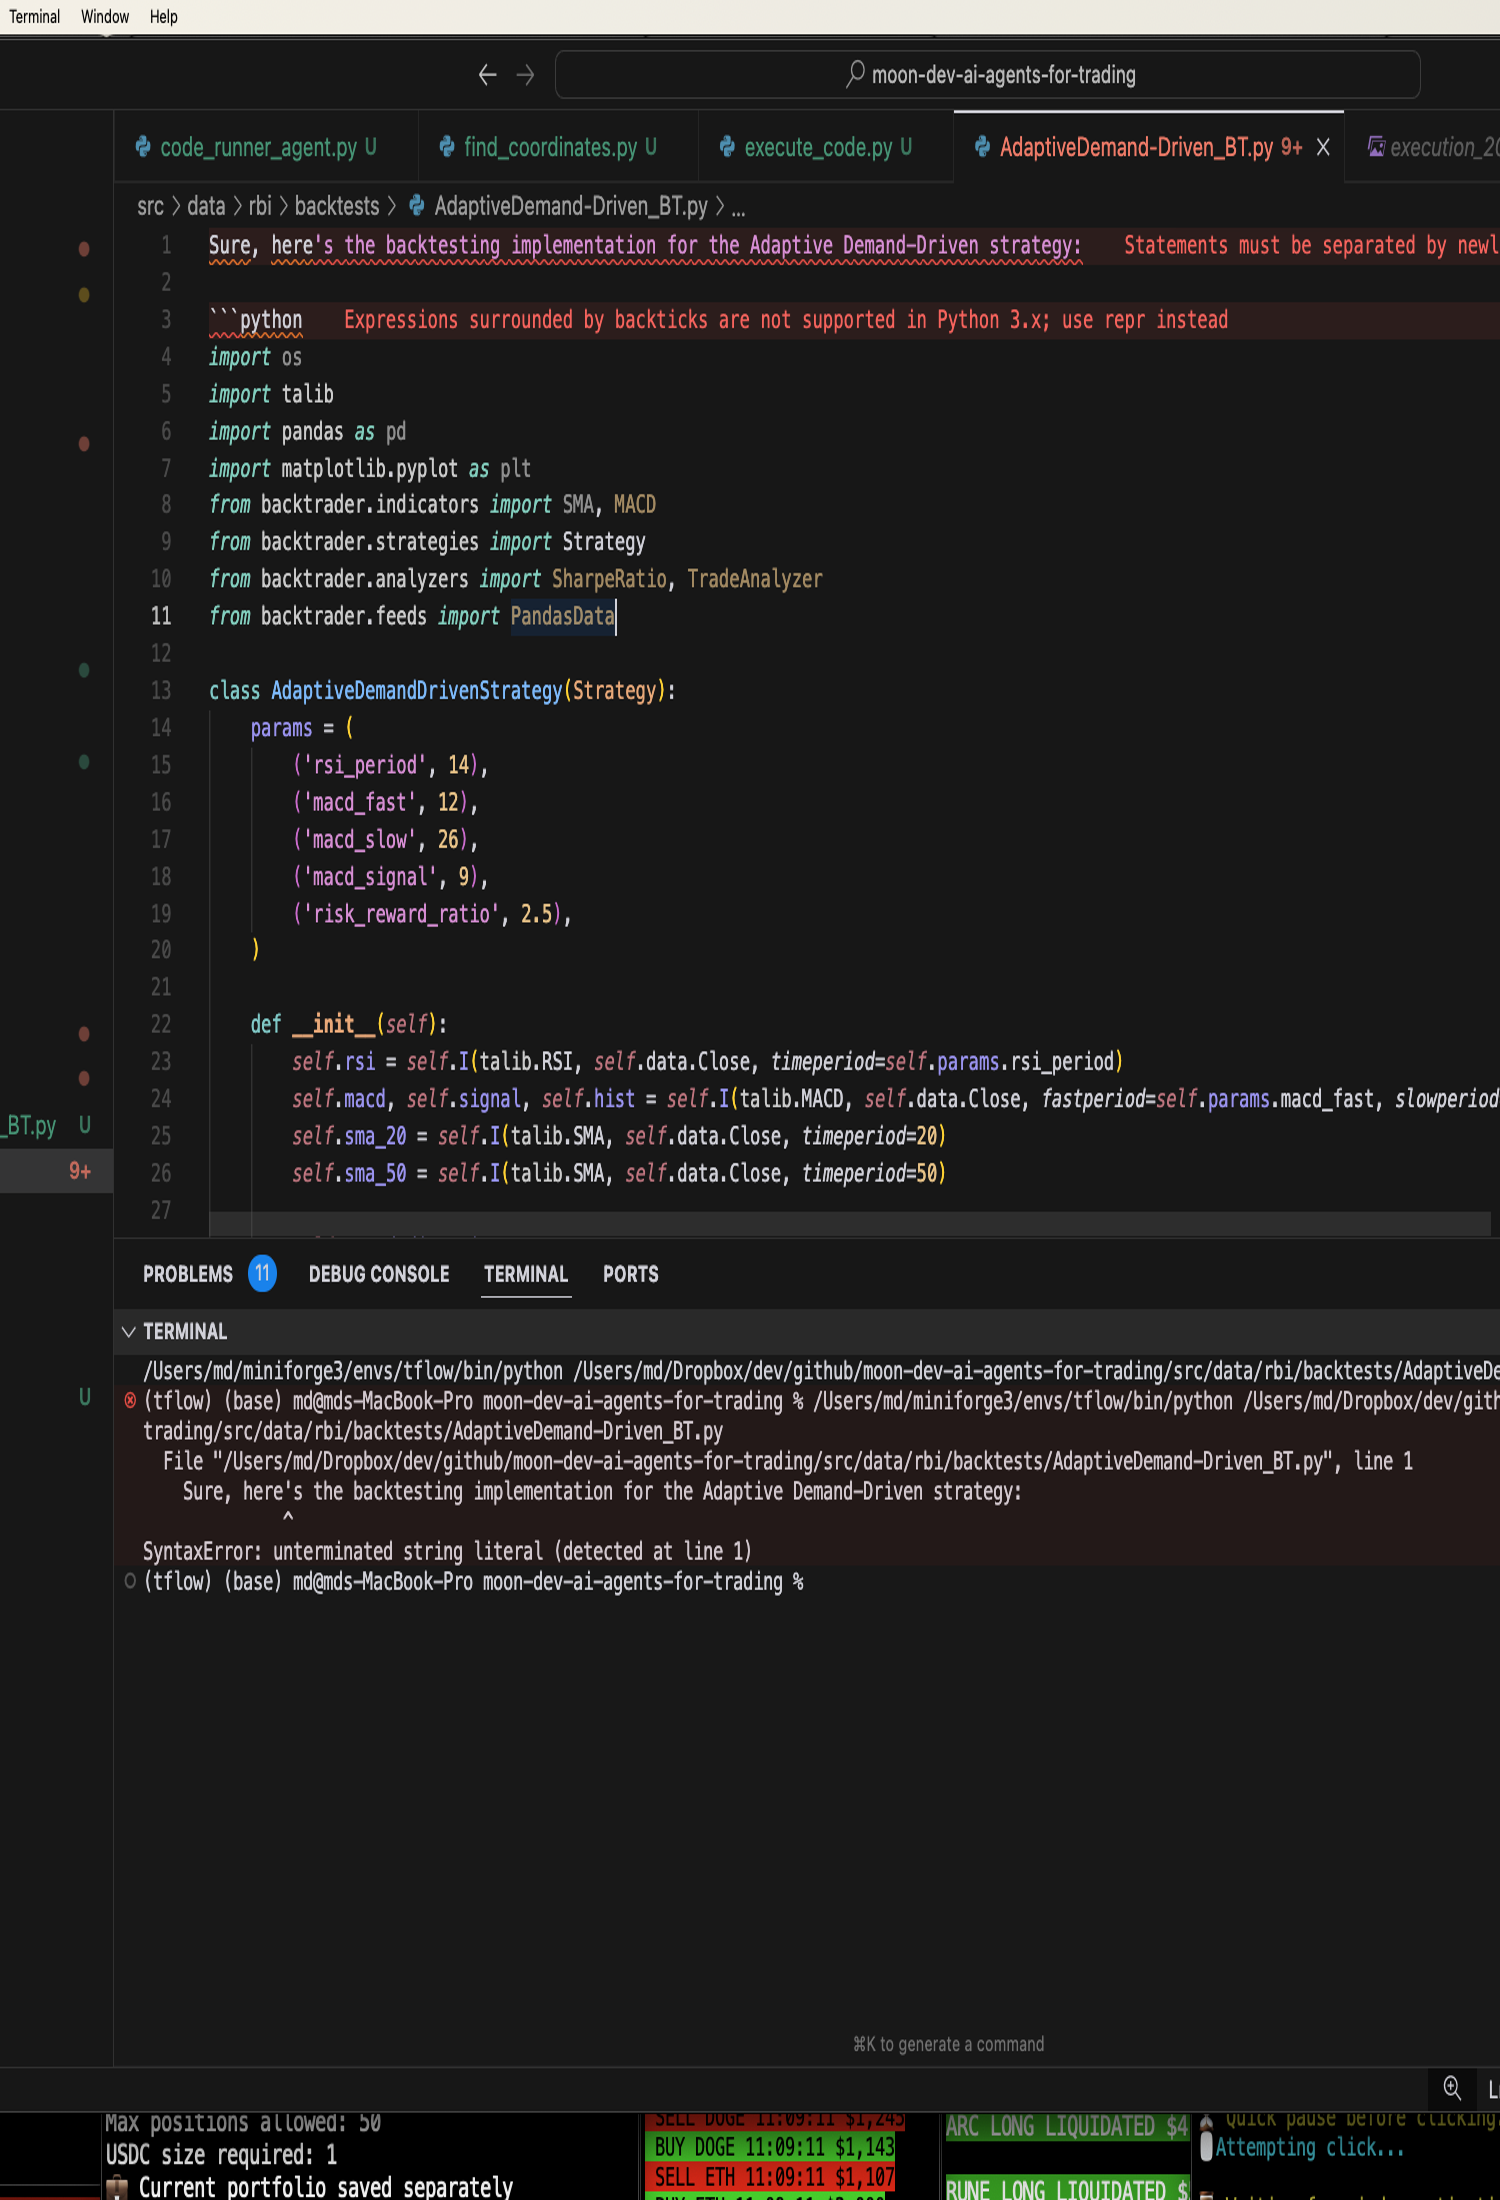 Terminal Window Help
moon-dev-ai-agents-for-trading
code_runner_agent.py U find_coordinates.py U execute_code.py U AdaptiveDemand-Driven_BT.py 9+ execution_20
src > data > rbi > backtests > AdaptiveDemand-Driven_BT.py > ...
1 Sure, here's the backtesting implementation for the Adaptive Demand-Driven strategy: Statements must be separated by newl
2
3 ```python Expressions surrounded by backticks are not supported in Python 3.x; use repr instead
4 import os
5 import talib
6 import pandas as pd
7 import matplotlib.pyplot as plt
8 from backtrader.indicators import SMA, MACD
9 from backtrader.strategies import Strategy
10 from backtrader.analyzers import SharpeRatio, TradeAnalyzer
11 from backtrader.feeds import PandasData
12
13 class AdaptiveDemandDrivenStrategy(Strategy):
14 params = (
15 ('rsi_period', 14),
16 ('macd_fast', 12),
17 ('macd_slow', 26),
18 ('macd_signal', 9),
19 ('risk_reward_ratio', 2.5),
20 )
21
22 def __init__(self):
23 self.rsi = self.I(talib.RSI, self.data.Close, timeperiod=self.params.rsi_period)
24 self.macd, self.signal, self.hist = self.I(talib.MACD, self.data.Close, fastperiod=self.params.macd_fast, slowperiod
25 self.sma_20 = self.I(talib.SMA, self.data.Close, timeperiod=20)
26 self.sma_50 = self.I(talib.SMA, self.data.Close, timeperiod=50)
27
_BT.py U
9+
U
PROBLEMS 11 DEBUG CONSOLE TERMINAL PORTS
TERMINAL
/Users/md/miniforge3/envs/tflow/bin/python /Users/md/Dropbox/dev/github/moon-dev-ai-agents-for-trading/src/data/rbi/backtests/AdaptiveDe
(tflow) (base) md@mds-MacBook-Pro moon-dev-ai-agents-for-trading % /Users/md/miniforge3/envs/tflow/bin/python /Users/md/Dropbox/dev/gith
trading/src/data/rbi/backtests/AdaptiveDemand-Driven_BT.py
File "/Users/md/Dropbox/dev/github/moon-dev-ai-agents-for-trading/src/data/rbi/backtests/AdaptiveDemand-Driven_BT.py", line 1
Sure, here's the backtesting implementation for the Adaptive Demand-Driven strategy:
^
SyntaxError: unterminated string literal (detected at line 1)
(tflow) (base) md@mds-MacBook-Pro moon-dev-ai-agents-for-trading %
⌘K to generate a command
Max positions allowed: 50
USDC size required: 1
Current portfolio saved separately
SELL DOGE 11:09:11 $1,245
BUY DOGE 11:09:11 $1,143
SELL ETH 11:09:11 $1,107
ARC LONG LIQUIDATED $4
RUNE LONG LIQUIDATED $
Quick pause before clicking
Attempting click...